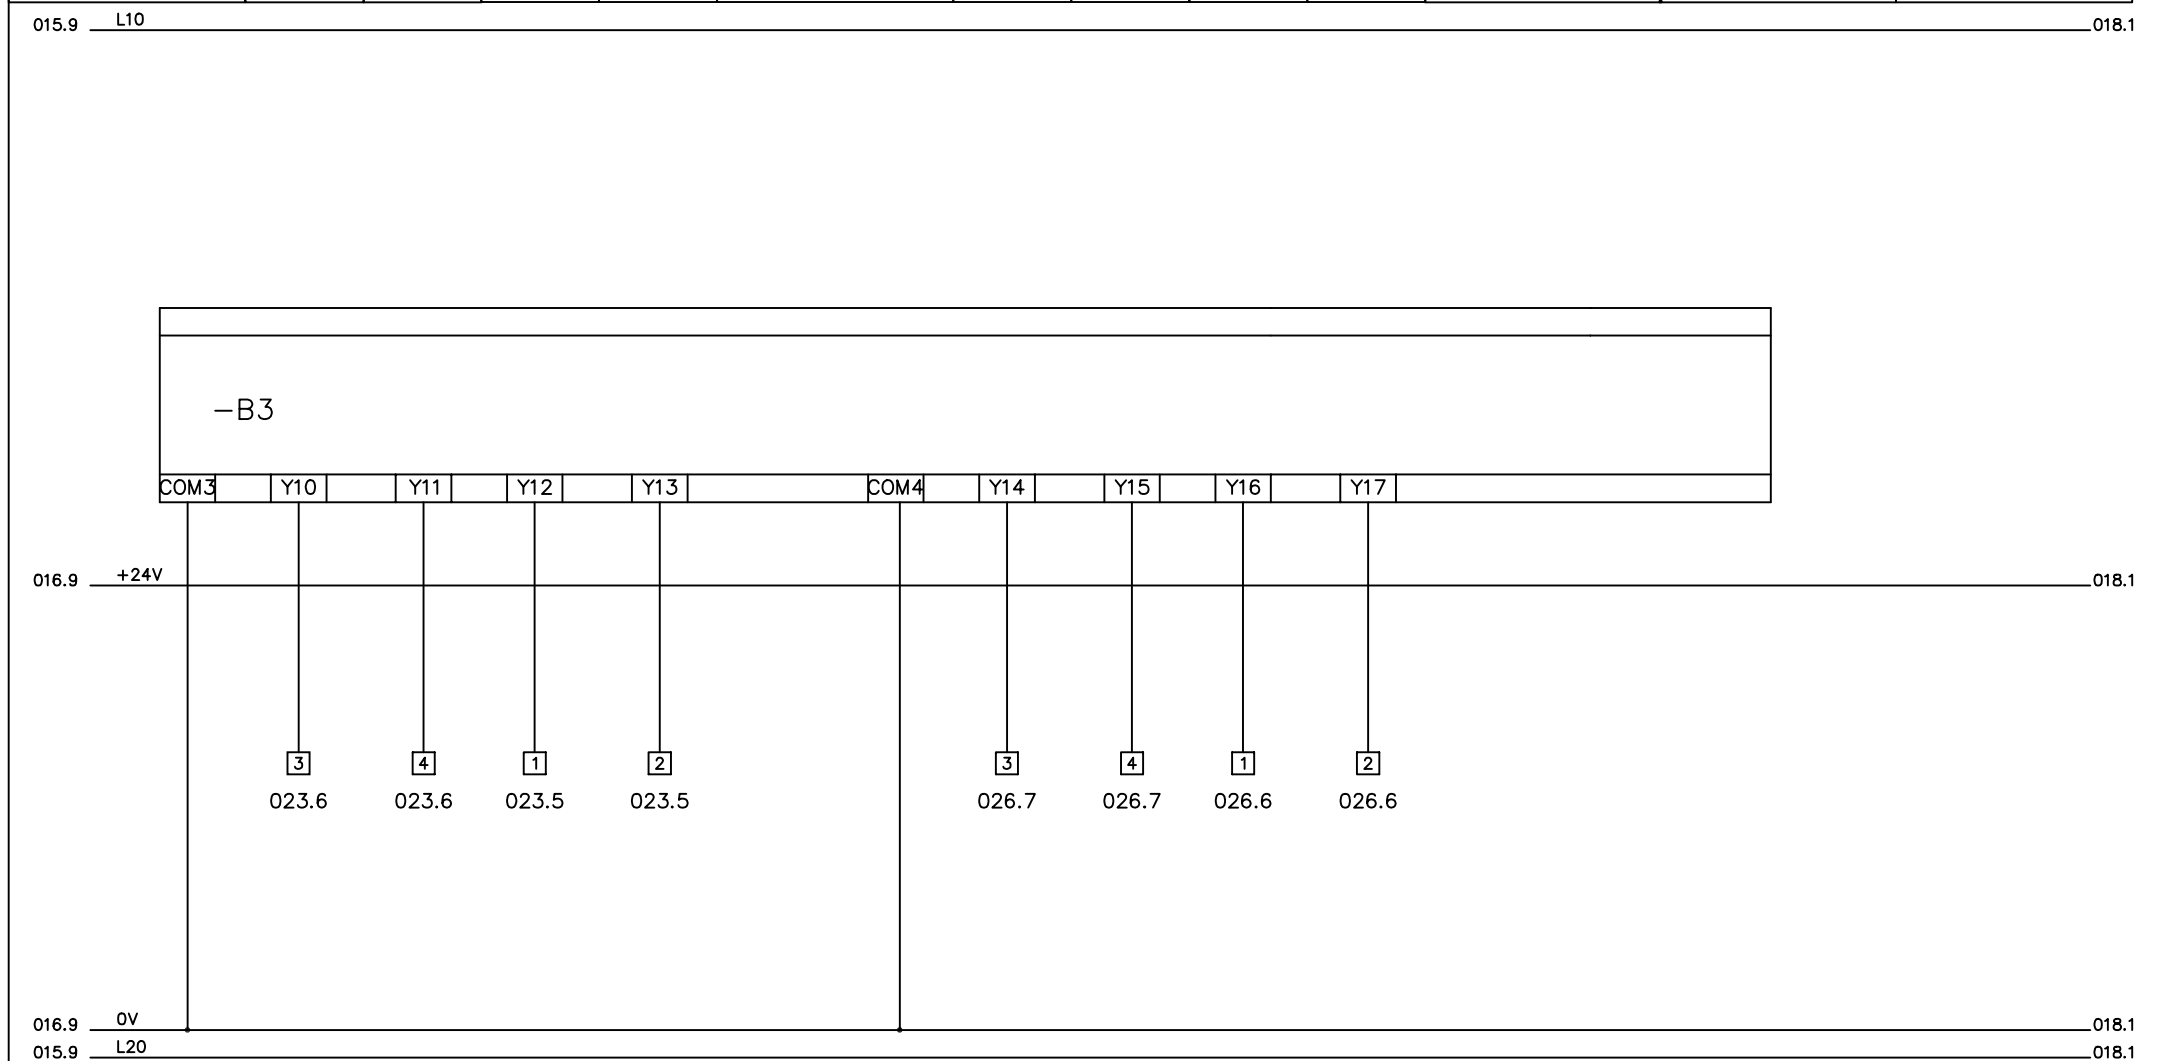 015.9 L10 018.1
-B3
COM3 Y10 Y11 Y12 Y13 COM4 Y14 Y15 Y16 Y17
016.9 +24V 018.1
3 4 1 2 3 4 1 2
023.6 023.6 023.5 023.5 026.7 026.7 026.6 026.6
016.9 0V 018.1
015.9 L20 018.1